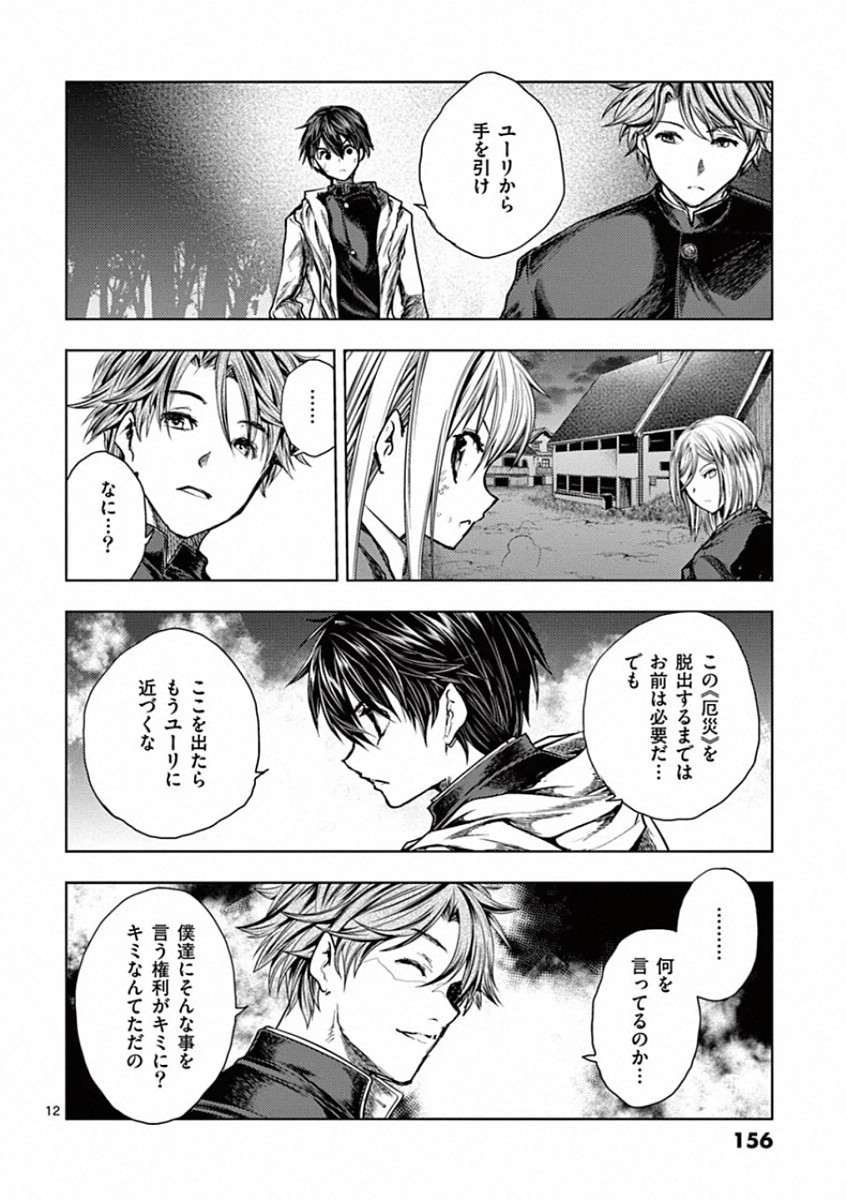 ユーリから
手を引け
………
なに…？
この《厄災》を
脱出するまでは
お前は必要だ…
でも
ここを出たら
もうユーリに
近づくな
………
何を
言ってるのか…
僕達にそんな事を
言う権利がキミに？
キミなんてただの
12
156